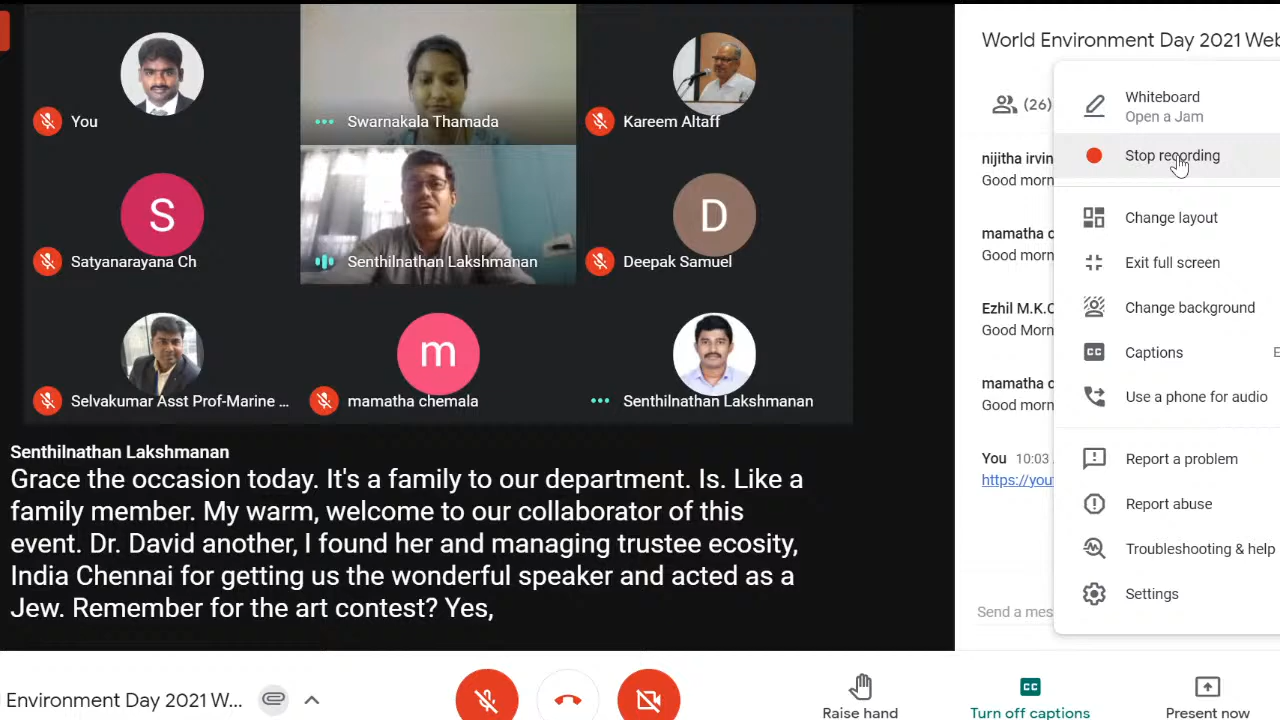 You
Swarnakala Thamada
Kareem Altaff
S
Satyanarayana Ch
Senthilnathan Lakshmanan
D
Deepak Samuel
Selvakumar Asst Prof-Marine ...
m
mamatha chemala
Senthilnathan Lakshmanan
Senthilnathan Lakshmanan
Grace the occasion today. It's a family to our department. Is. Like a
family member. My warm, welcome to our collaborator of this
event. Dr. David another, I found her and managing trustee ecosity,
India Chennai for getting us the wonderful speaker and acted as a
Jew. Remember for the art contest? Yes,
World Environment Day 2021 Web
(26)
nijitha irvin
Good morn
mamatha c
Good morn
Ezhil M.K.C
Good Morn
mamatha c
Good morn
You 10:03
https://you
Send a mes
Whiteboard
Open a Jam
Stop recording
Change layout
Exit full screen
Change background
CC Captions
Use a phone for audio
Report a problem
Report abuse
Troubleshooting & help
Settings
Environment Day 2021 W...
Raise hand
CC
Turn off captions
Present now